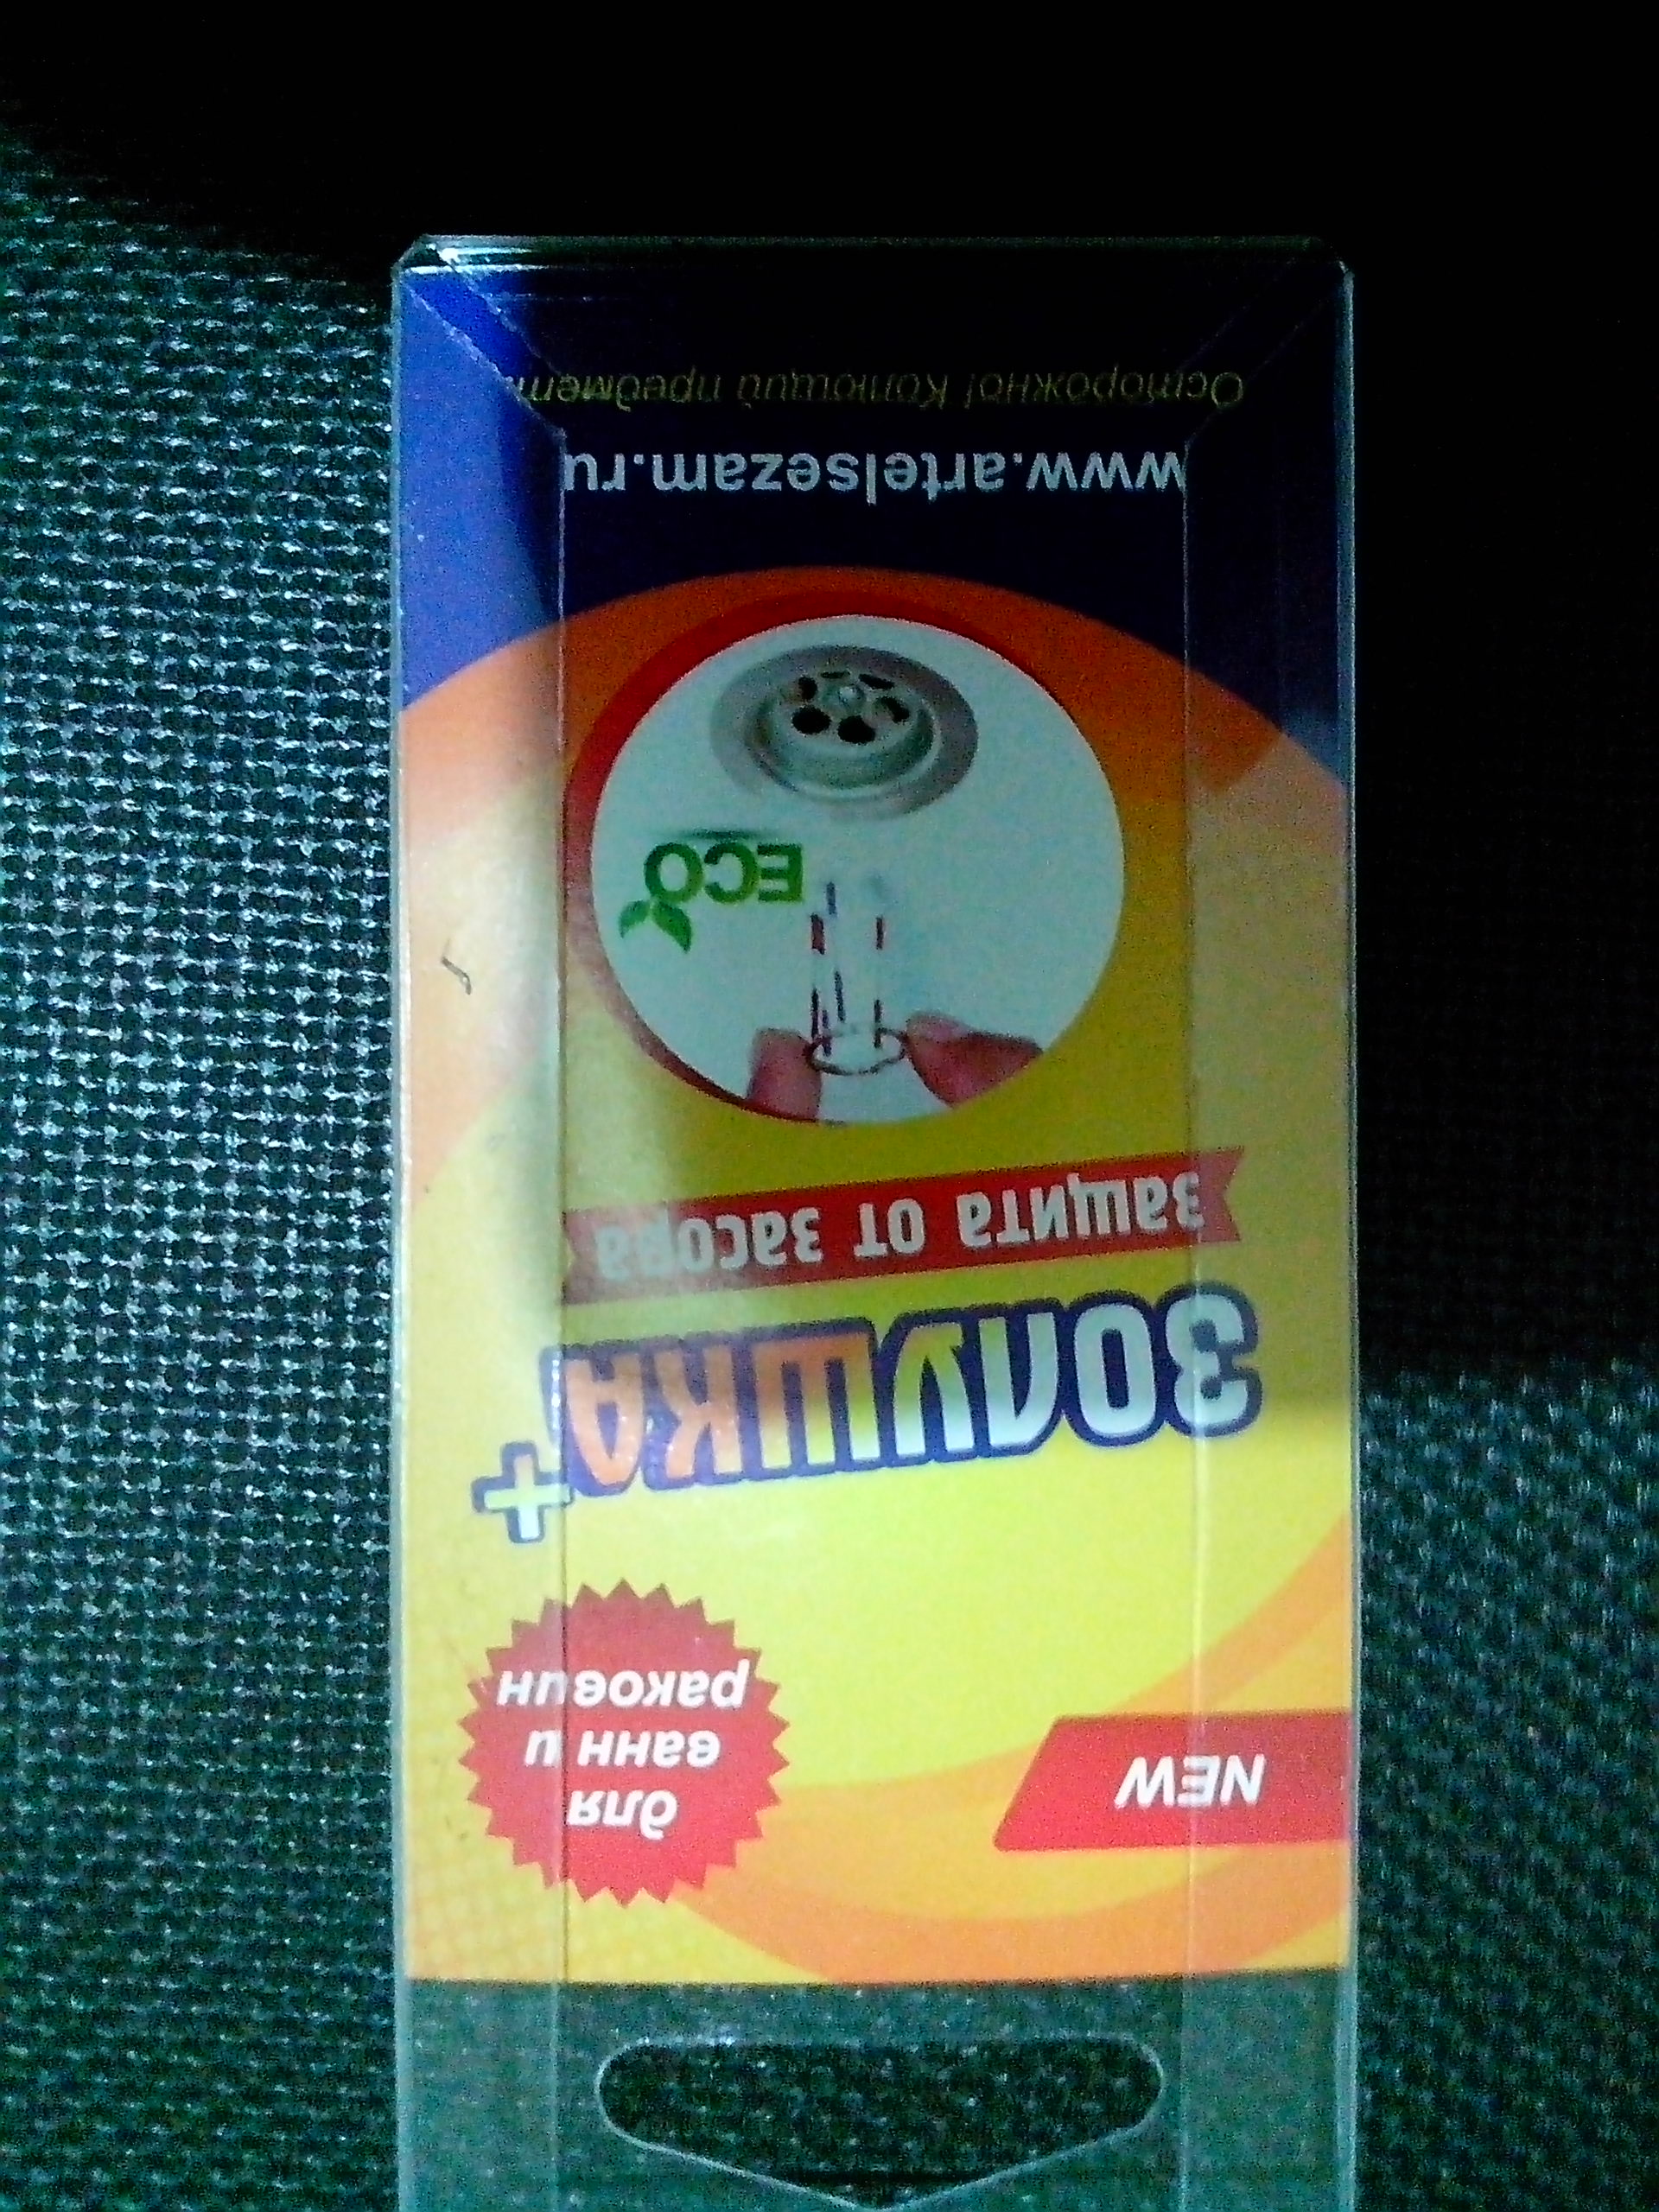 NEW
для
ванн и
раковин
ЗОЛУШКА+
защита от засора
ECO
www.artelsezam.ru
Осторожно! Колющий предмет